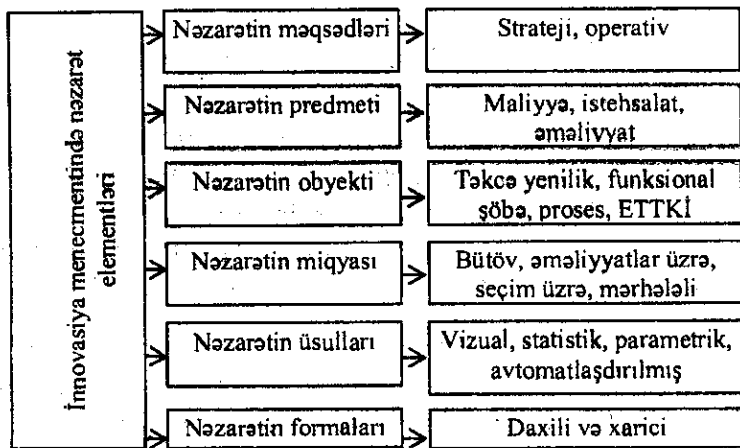 İnnovasiya menecmentində nəzarət
elementləri
Nəzarətin məqsədləri
Strateji, operativ
Nəzarətin predmeti
Maliyyə, istehsalat,
əməlivyat
Nəzarətin obyekti
Təkcə yenilik, funksional
şöbə, proses, ETTKİ
Nəzarətin miqyası
Bütöv, əməliyyatlar üzrə,
seçim üzrə, mərhələli
Nəzarətin üsulları
Vizual, statistik, parametrik,
avtomatlaşdırılmış
Nəzarətin formaları
Daxili və xarici